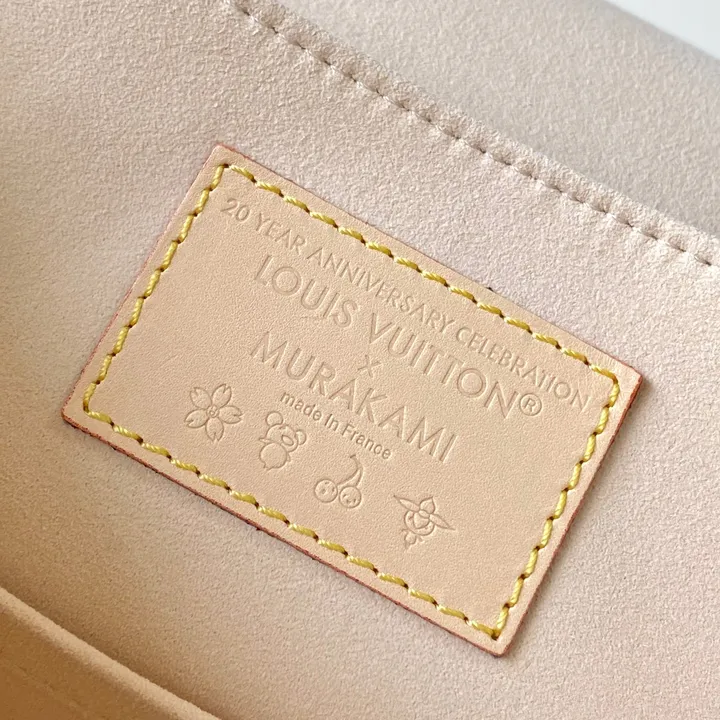 20 YEAR ANNIVERSARY CELEBRATION
LOUIS VUITTON®
×
MURAKAMI
made in France